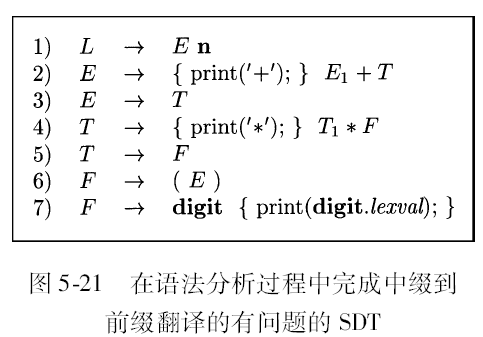 1) L → E n
2) E → { print('+'); } E₁ + T
3) E → T
4) T → { print('*'); } T₁ * F
5) T → F
6) F → ( E )
7) F → digit { print(digit.lexval); }
图 5-21 在语法分析过程中完成中缀到
前缀翻译的有问题的 SDT